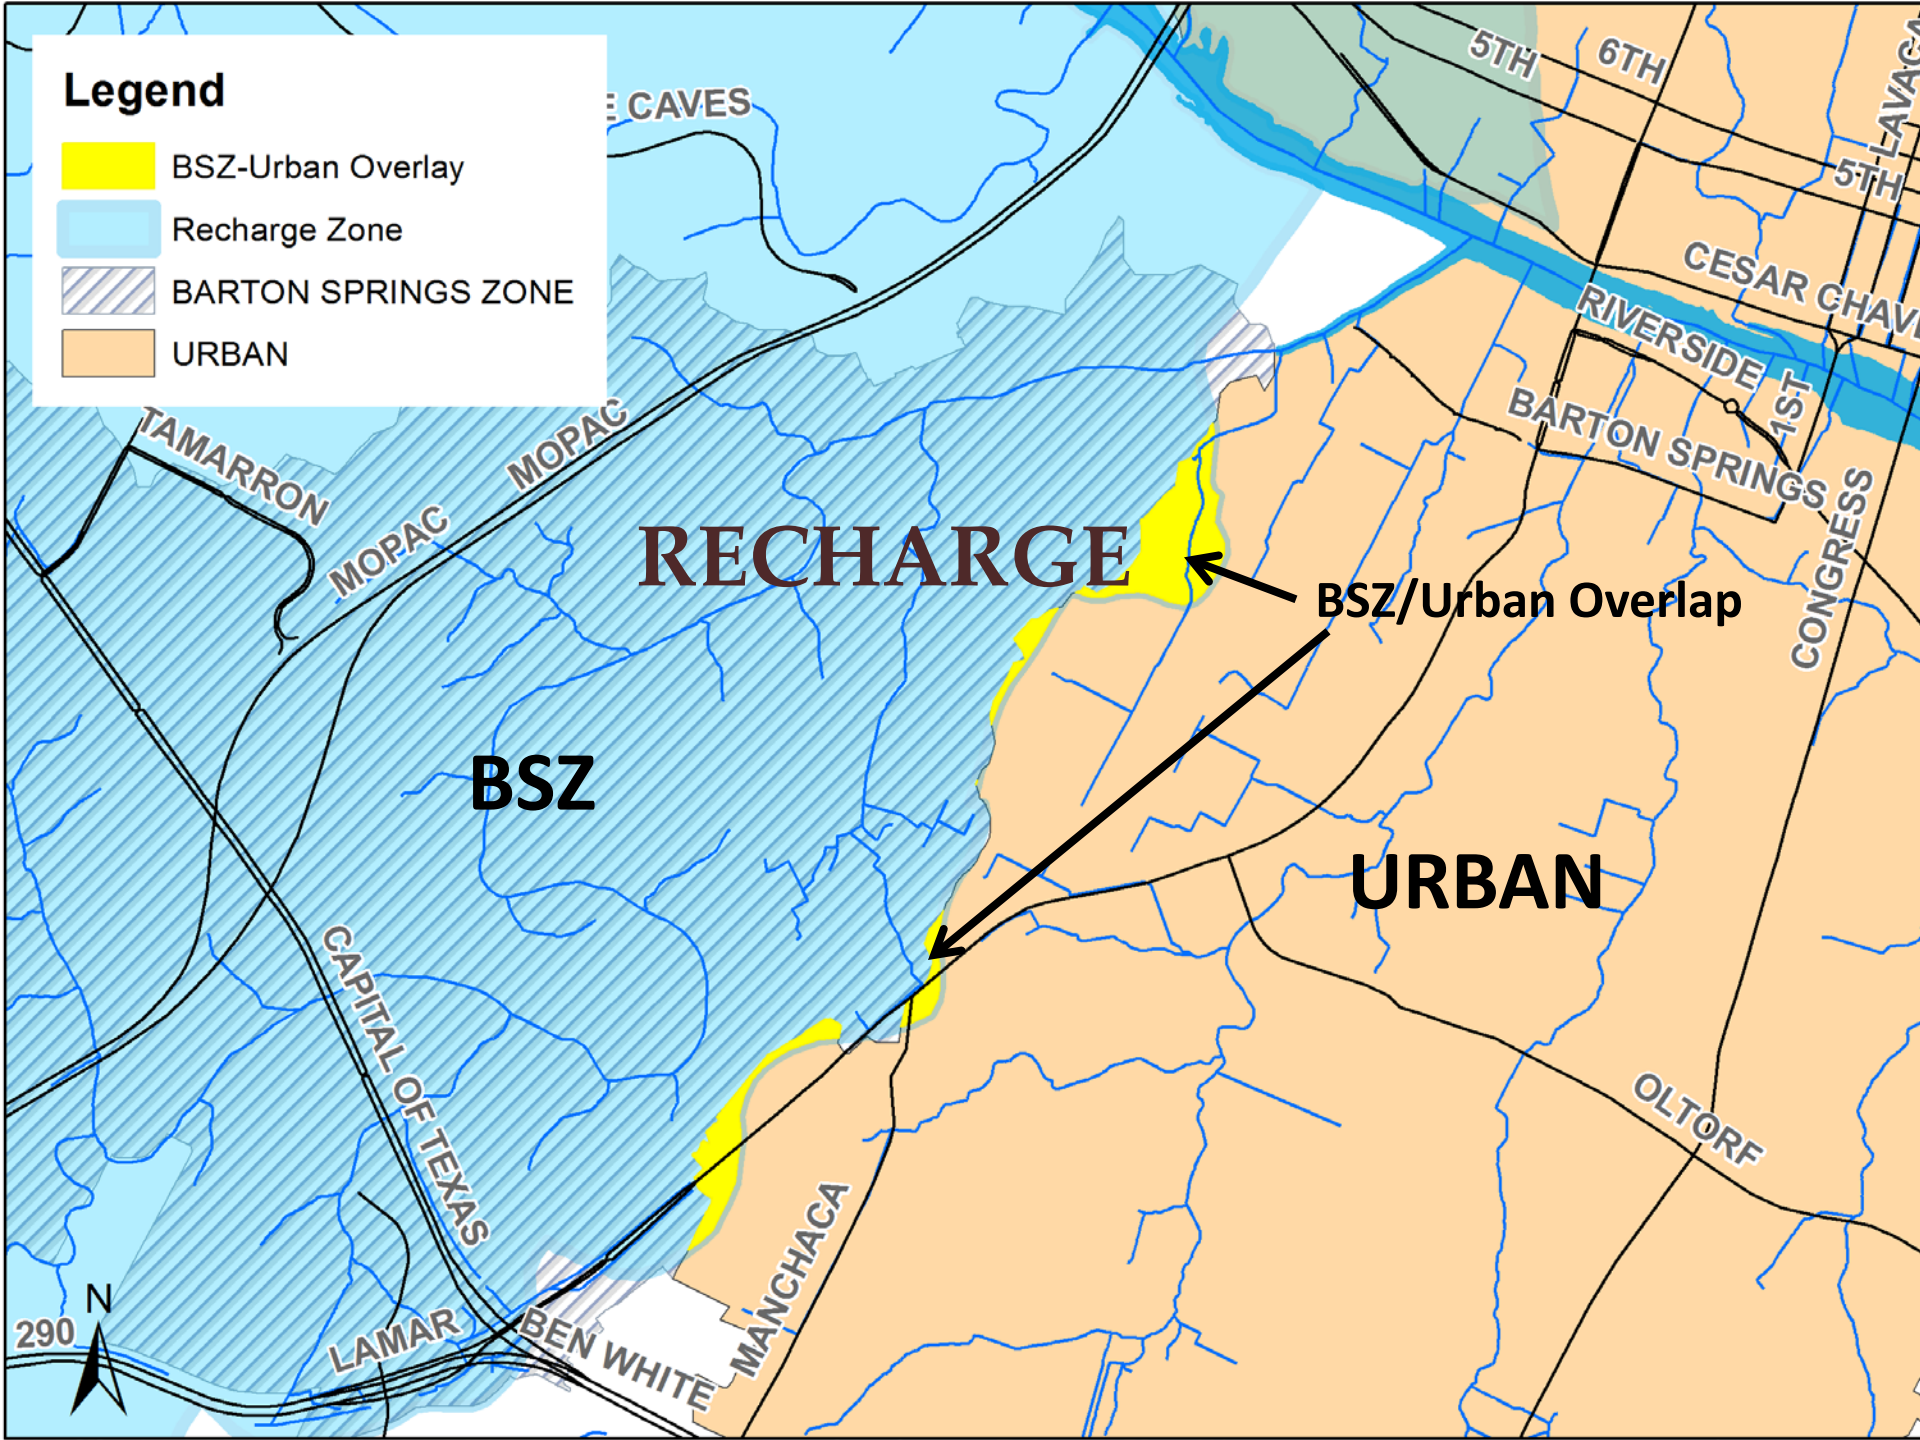 Legend
BSZ-Urban Overlay
Recharge Zone
BARTON SPRINGS ZONE
URBAN
E CAVES
5TH
6TH
LAVACA
5TH
CESAR CHAV
RIVERSIDE
1ST
BARTON SPRINGS
CONGRESS
TAMARRON
MOPAC
MOPAC
RECHARGE
BSZ/Urban Overlap
BSZ
URBAN
CAPITAL OF TEXAS
OLTORF
MANCHACA
N
290
LAMAR
BEN WHITE